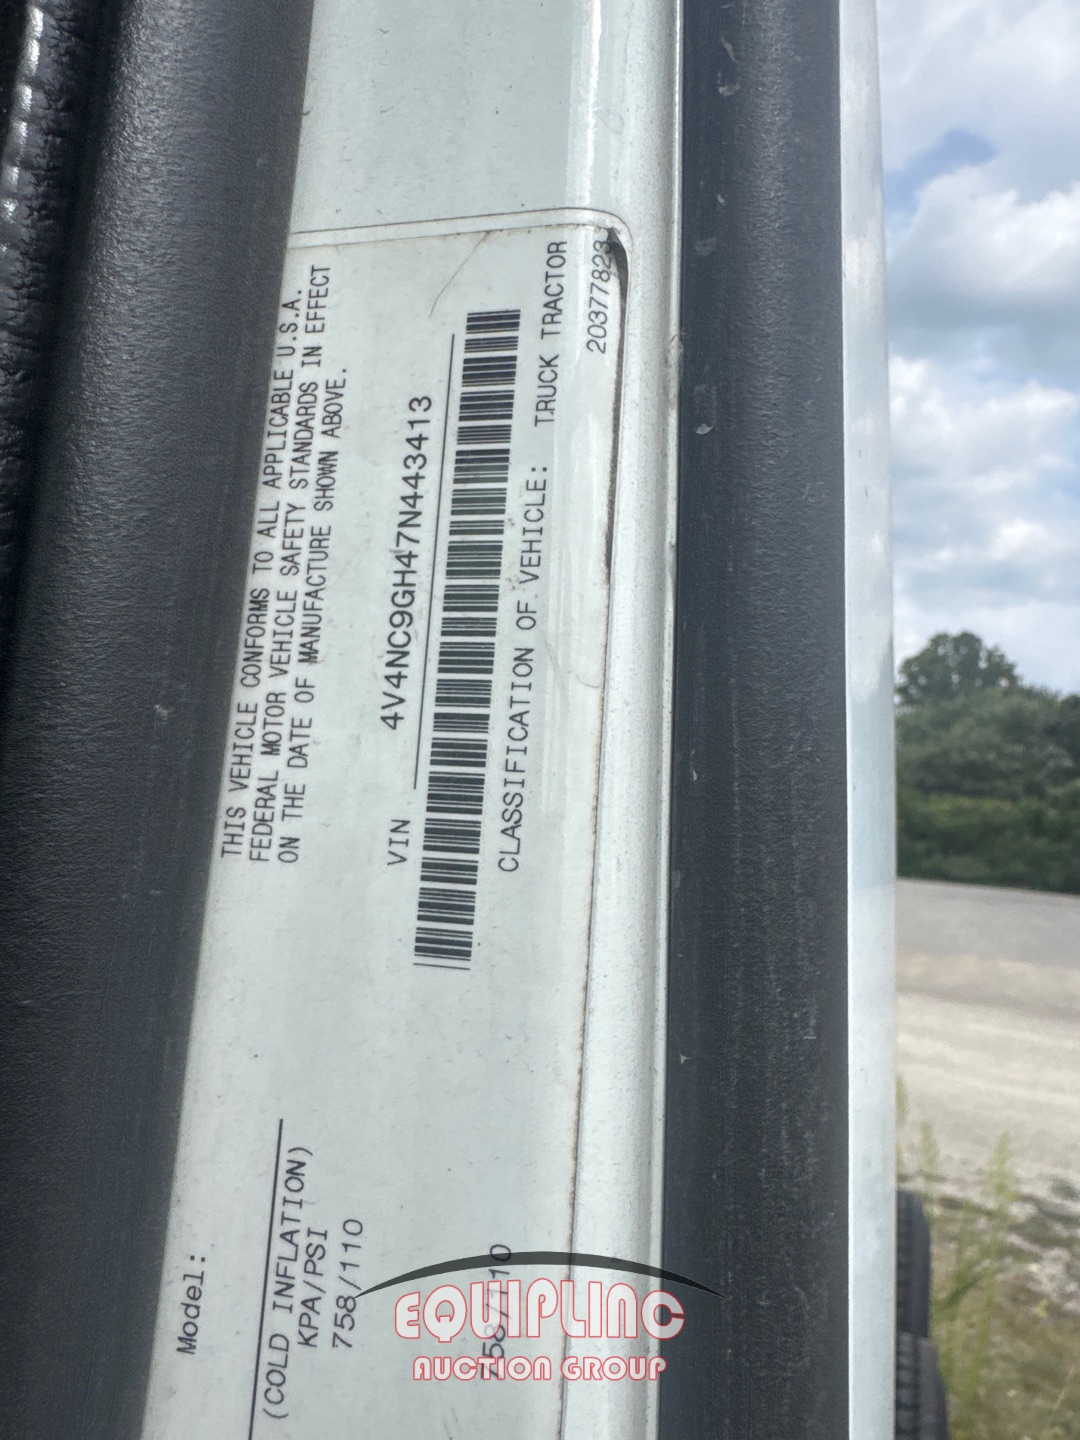 THIS VEHICLE CONFORMS TO ALL APPLICABLE U.S.A.
FEDERAL MOTOR VEHICLE SAFETY STANDARDS IN EFFECT
ON THE DATE OF MANUFACTURE SHOWN ABOVE.
VIN 4V4NC9GH47N443413
CLASSIFICATION OF VEHICLE: TRUCK TRACTOR
20377823
Model:
(COLD INFLATION)
KPA/PSI
758/110
758/110
EQUIPLINC
AUCTION GROUP